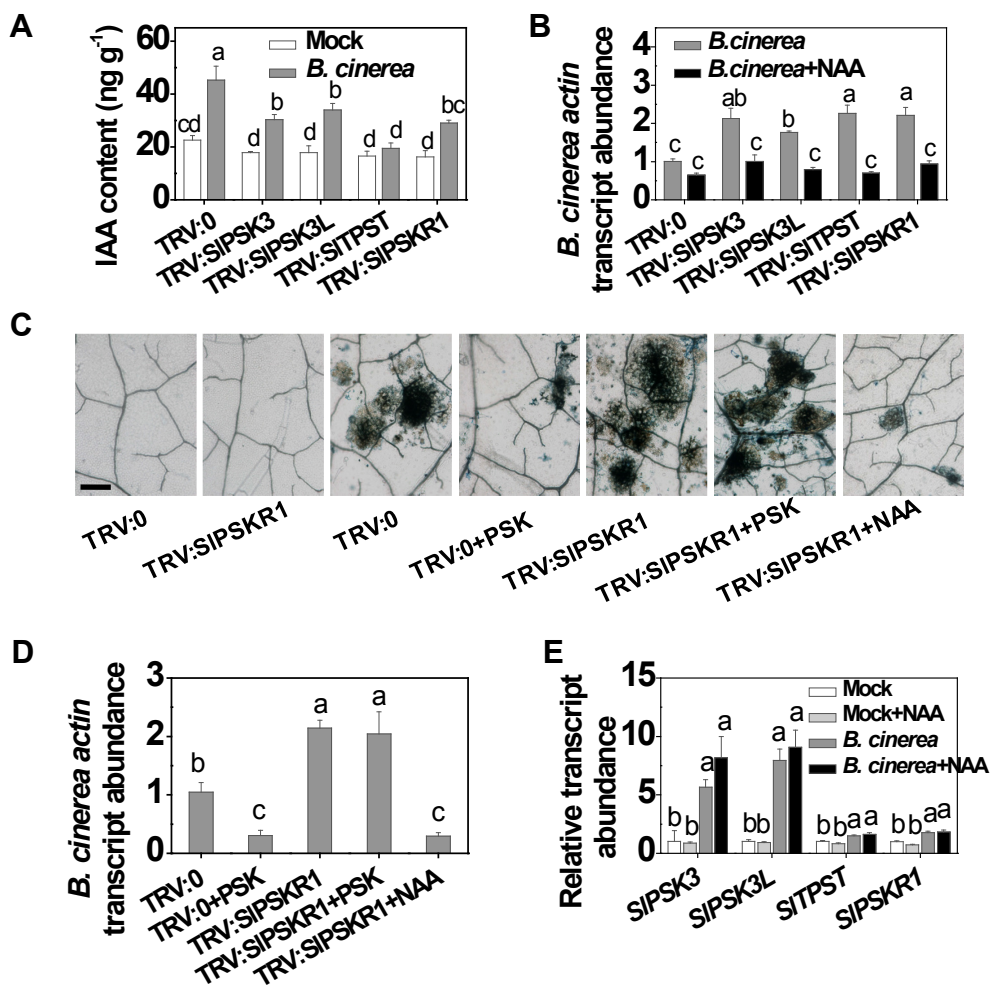 A
IAA content (ng g-1)
60
40
20
0
Mock
B. cinerea
cd
a
d
b
d
b
d
d
d
bc
TRV:0
TRV:SlPSK3
TRV:SlPSK3L
TRV:SlTPST
TRV:SlPSKR1
B
B. cinerea actin
transcript abundance
4
3
2
1
0
B.cinerea
B.cinerea+NAA
c
c
ab
c
b
c
a
c
a
c
TRV:0
TRV:SlPSK3
TRV:SlPSK3L
TRV:SlTPST
TRV:SlPSKR1
C
TRV:0
TRV:SlPSKR1
TRV:0
TRV:0+PSK
TRV:SlPSKR1
TRV:SlPSKR1+PSK
TRV:SlPSKR1+NAA
D
B. cinerea actin
transcript abundance
3
2
1
0
b
c
a
a
c
TRV:0
TRV:0+PSK
TRV:SlPSKR1
TRV:SlPSKR1+PSK
TRV:SlPSKR1+NAA
E
Relative transcript
abundance
15
10
5
0
Mock
Mock+NAA
B. cinerea
B. cinerea+NAA
b
b
a
a
b
b
a
a
b
b
a
a
b
b
a
a
SlPSK3
SlPSK3L
SlTPST
SlPSKR1